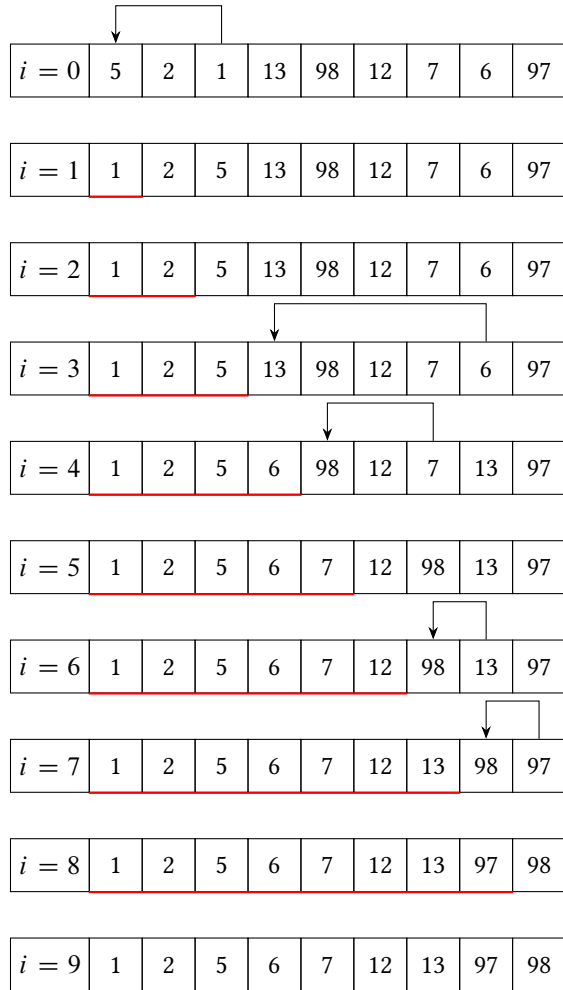 i = 0 5 2 1 13 98 12 7 6 97
i = 1 1 2 5 13 98 12 7 6 97
i = 2 1 2 5 13 98 12 7 6 97
i = 3 1 2 5 13 98 12 7 6 97
i = 4 1 2 5 6 98 12 7 13 97
i = 5 1 2 5 6 7 12 98 13 97
i = 6 1 2 5 6 7 12 98 13 97
i = 7 1 2 5 6 7 12 13 98 97
i = 8 1 2 5 6 7 12 13 97 98
i = 9 1 2 5 6 7 12 13 97 98